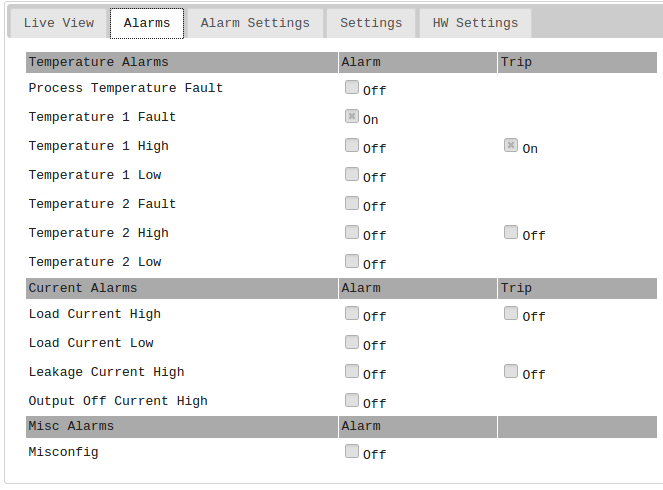 Live View Alarms Alarm Settings Settings HW Settings
Temperature Alarms Alarm Trip
Process Temperature Fault Off
Temperature 1 Fault On
Temperature 1 High Off On
Temperature 1 Low Off
Temperature 2 Fault Off
Temperature 2 High Off Off
Temperature 2 Low Off
Current Alarms Alarm Trip
Load Current High Off Off
Load Current Low Off
Leakage Current High Off Off
Output Off Current High Off
Misc Alarms Alarm
Misconfig Off